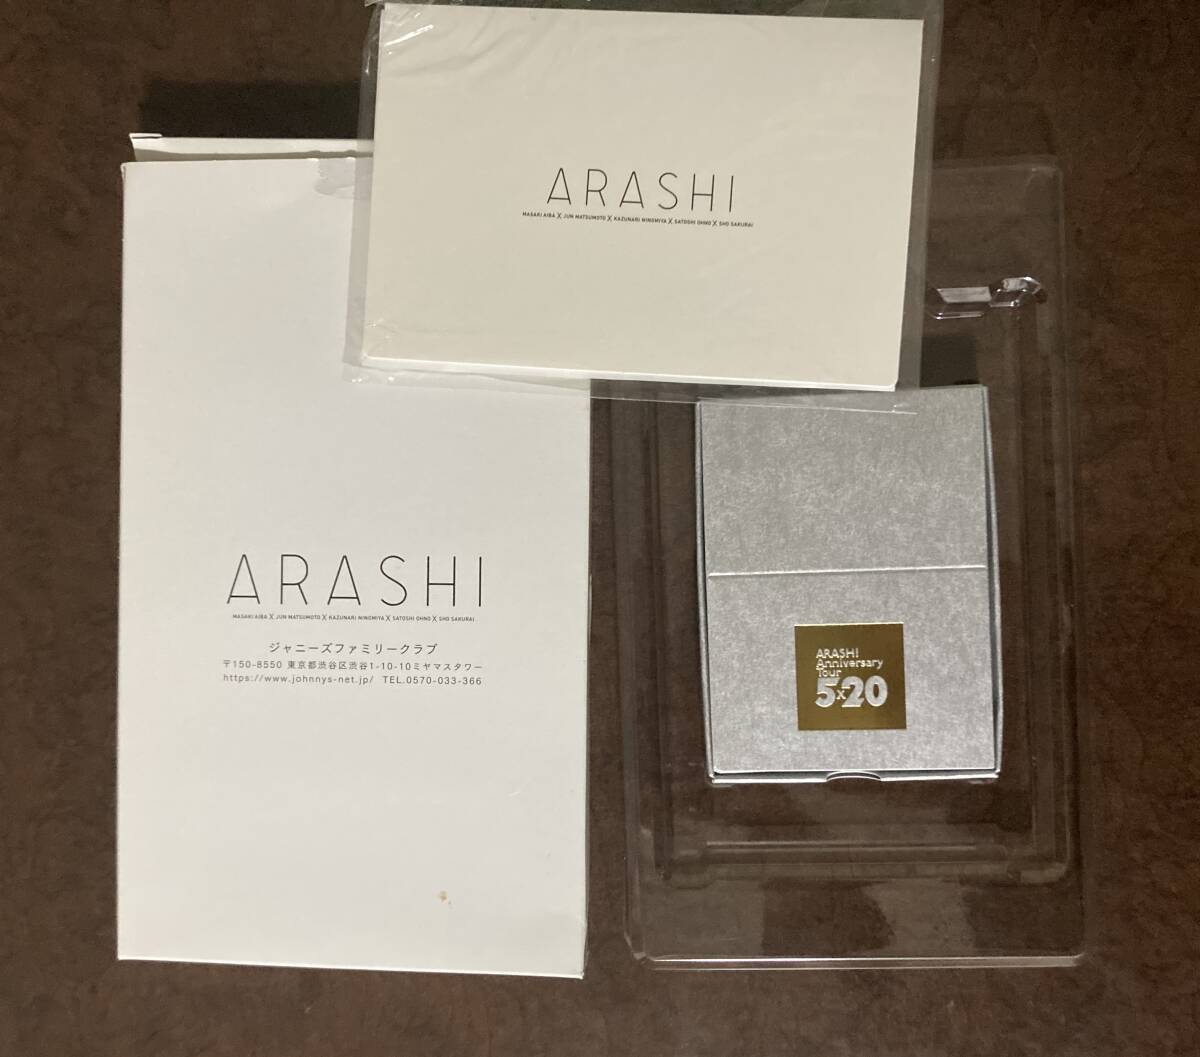 ARASHI
MASAKI AIBA X JUN MATSUMOTO X KAZUNARI NINOMIYA X SATOSHI OHNO X SHO SAKURAI
ARASHI
MASAKI AIBA X JUN MATSUMOTO X KAZUNARI NINOMIYA X SATOSHI OHNO X SHO SAKURAI
ジャニーズファミリークラブ
〒150-8550 東京都渋谷区渋谷1-10-10ミヤマスタワー
https://www.johnnys-net.jp/ TEL.0570-033-366
ARASHI
Anniversary
Tour
5x20